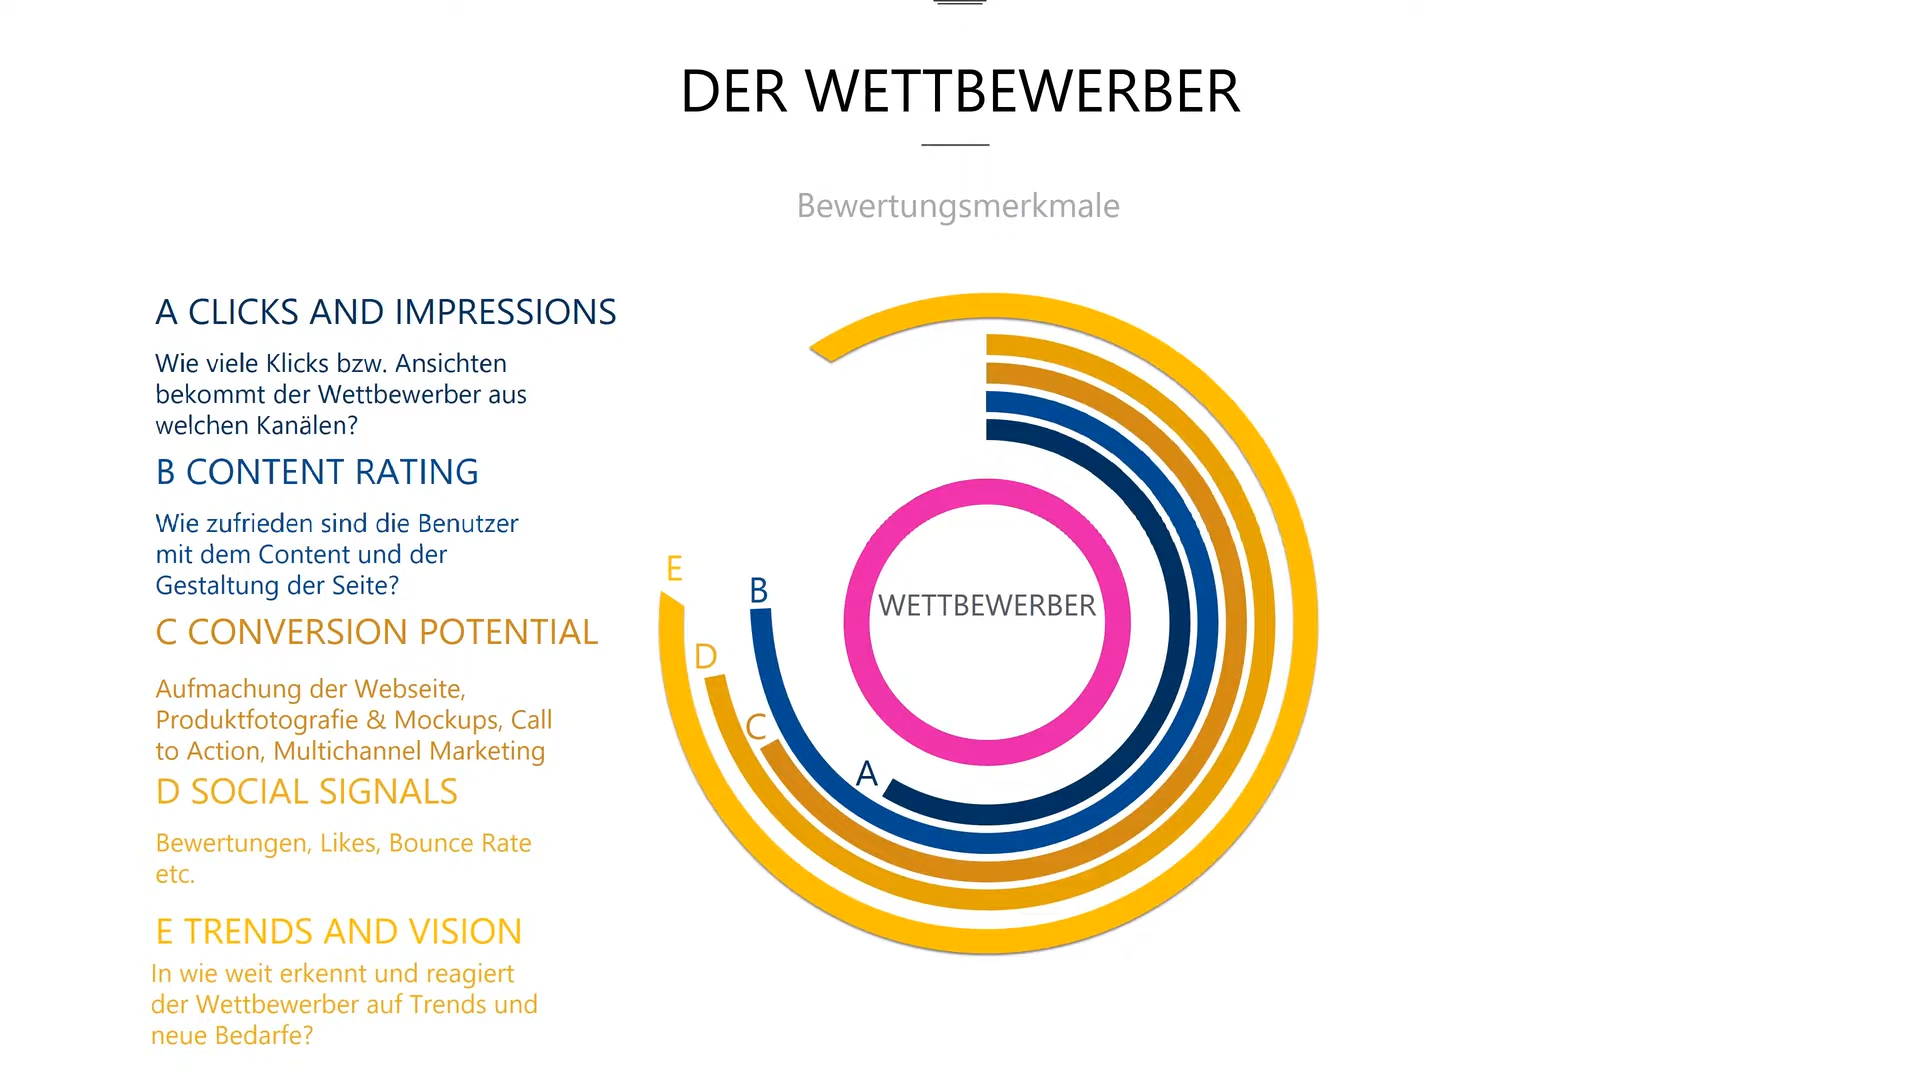 DER WETTBEWERBER
Bewertungsmerkmale
A CLICKS AND IMPRESSIONS
Wie viele Klicks bzw. Ansichten
bekommt der Wettbewerber aus
welchen Kanälen?
B CONTENT RATING
Wie zufrieden sind die Benutzer
mit dem Content und der
Gestaltung der Seite?
C CONVERSION POTENTIAL
Aufmachung der Webseite,
Produktfotografie & Mockups, Call
to Action, Multichannel Marketing
D SOCIAL SIGNALS
Bewertungen, Likes, Bounce Rate
etc.
E TRENDS AND VISION
In wie weit erkennt und reagiert
der Wettbewerber auf Trends und
neue Bedarfe?
E
B
D
C
A
WETTBEWERBER